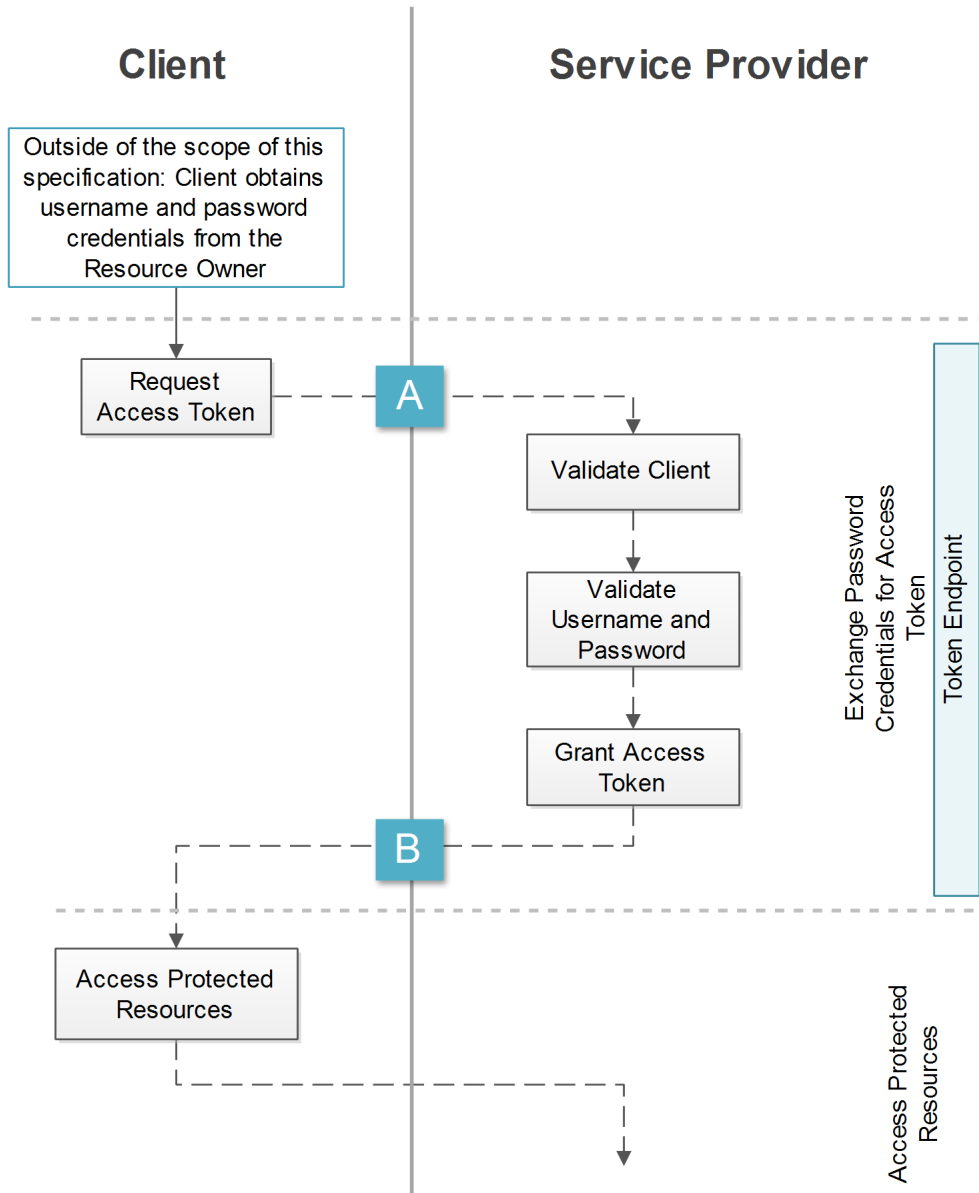 Client
Service Provider
Outside of the scope of this
specification: Client obtains
username and password
credentials from the
Resource Owner
Request
Access Token
A
Validate Client
Validate
Username and
Password
Grant Access
Token
Exchange Password
Credentials for Access
Token
Token Endpoint
B
Access Protected
Resources
Access Protected
Resources